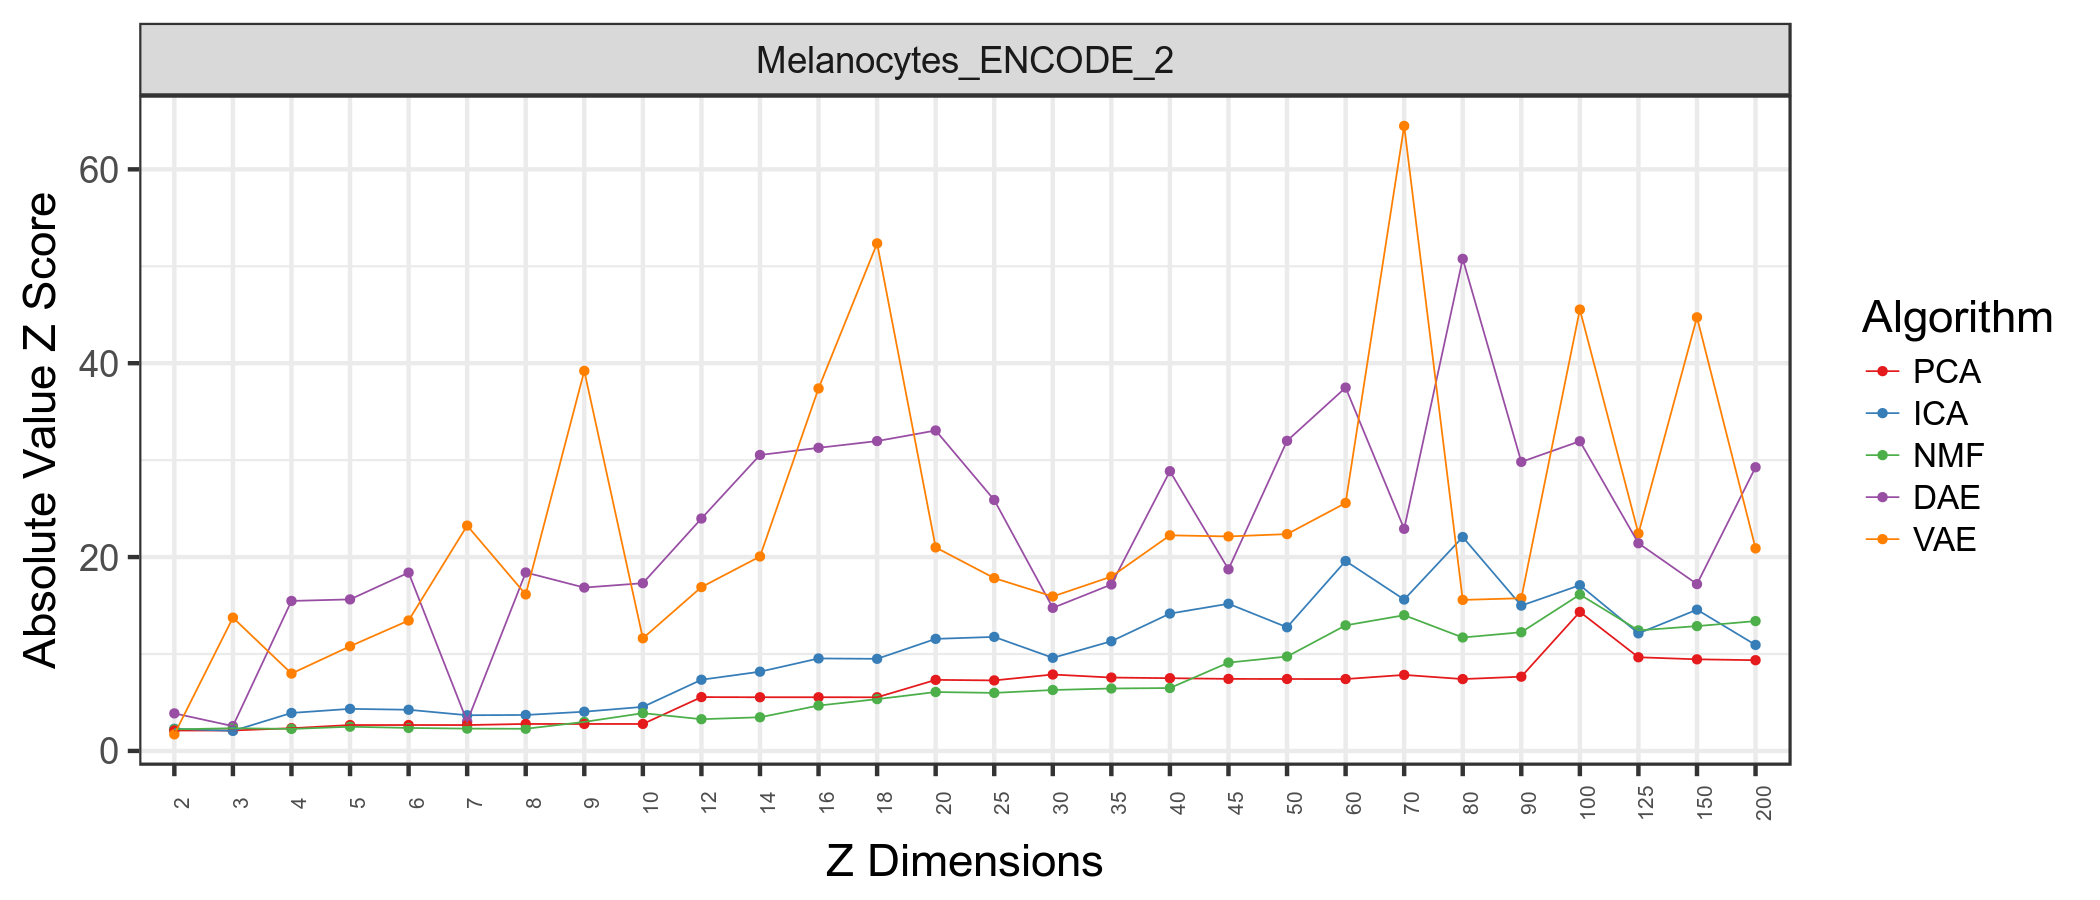 Melanocytes_ENCODE_2
Absolute Value Z Score
60
40
20
0
2 3 4 5 6 7 8 9 10 12 14 16 18 20 25 30 35 40 45 50 60 70 80 90 100 125 150 200
Z Dimensions
Algorithm
PCA
ICA
NMF
DAE
VAE